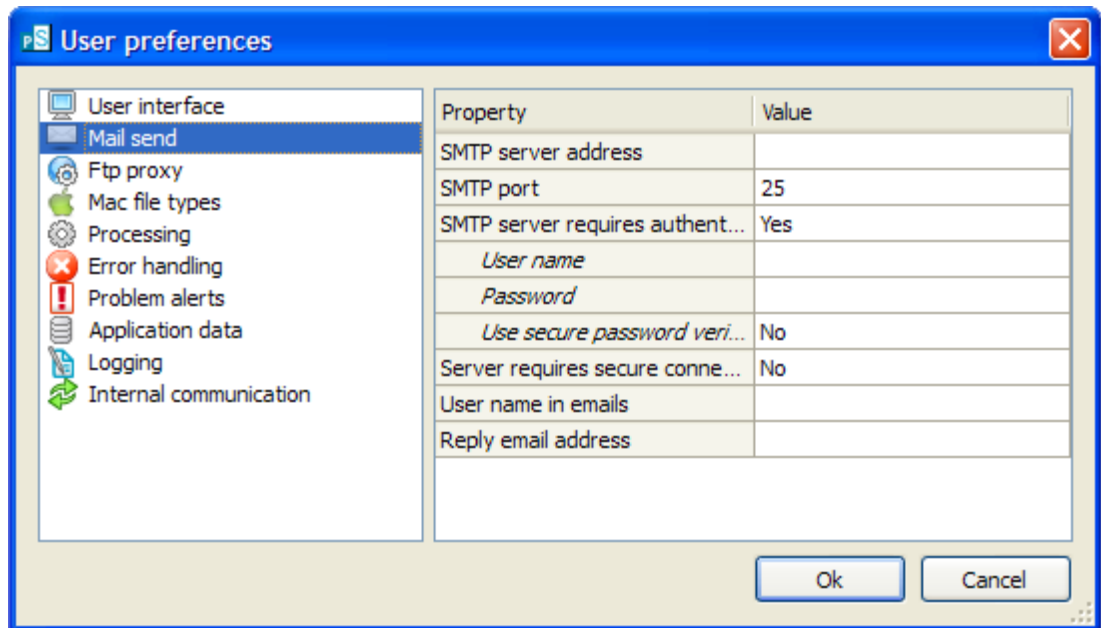 pS User preferences
User interface
Mail send
Ftp proxy
Mac file types
Processing
Error handling
Problem alerts
Application data
Logging
Internal communication
Property Value
SMTP server address
SMTP port 25
SMTP server requires authent... Yes
User name
Password
Use secure password veri... No
Server requires secure conne... No
User name in emails
Reply email address
Ok Cancel